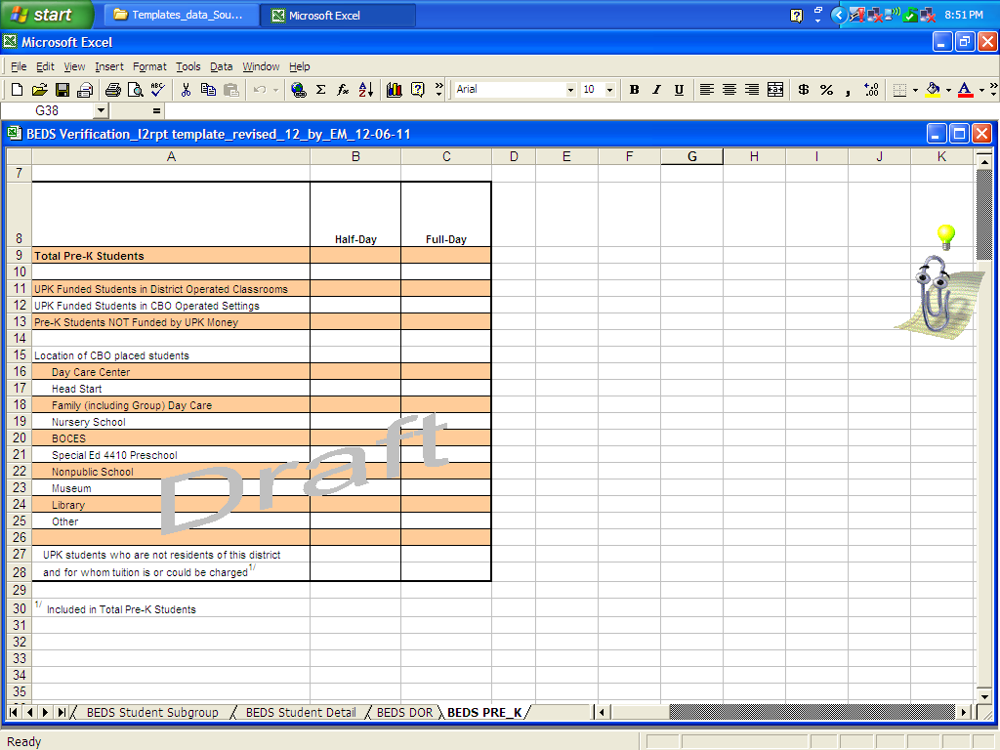 start
Templates_data_Sou...
Microsoft Excel
8:51 PM
Microsoft Excel
File Edit View Insert Format Tools Data Window Help
Arial 10 B I U $ % ,
G38 =
BEDS Verification_I2rpt template_revised_12_by_EM_12-06-11
A B C D E F G H I J K
7
8 Half-Day Full-Day
9 Total Pre-K Students
10
11 UPK Funded Students in District Operated Classrooms
12 UPK Funded Students in CBO Operated Settings
13 Pre-K Students NOT Funded by UPK Money
14
15 Location of CBO placed students
16 Day Care Center
17 Head Start
18 Family (including Group) Day Care
19 Nursery School
20 BOCES
21 Special Ed 4410 Preschool
22 Nonpublic School
23 Museum
24 Library
25 Other
26
27 UPK students who are not residents of this district
28 and for whom tuition is or could be charged 1/
29
30 1/ Included in Total Pre-K Students
31
32
33
34
35
Draft
BEDS Student Subgroup BEDS Student Detail BEDS DOR BEDS PRE_K
Ready